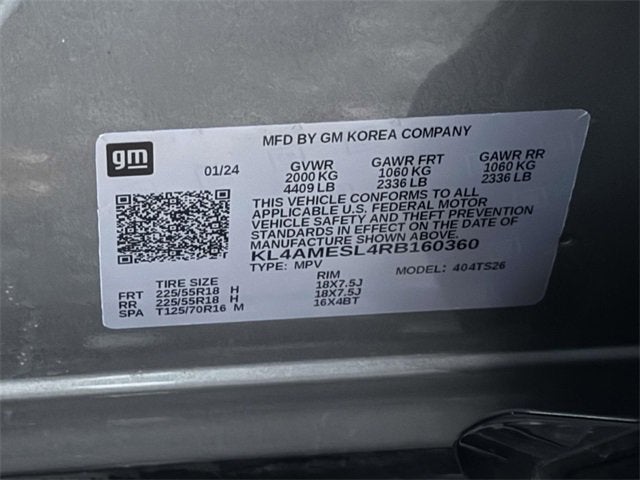 MFD BY GM KOREA COMPANY
gm
01/24 GVWR GAWR FRT GAWR RR
2000 KG 1060 KG 1060 KG
4409 LB 2336 LB 2336 LB
THIS VEHICLE CONFORMS TO ALL
APPLICABLE U.S. FEDERAL MOTOR
VEHICLE SAFETY AND THEFT PREVENTION
STANDARDS IN EFFECT ON THE DATE OF
MANUFACTURE SHOWN ABOVE.
KL4AMESL4RB160360
TYPE: MPV MODEL: 404TS26
TIRE SIZE RIM
FRT 225/55R18 H 18X7.5J
RR 225/55R18 H 18X7.5J
SPA T125/70R16 M 16X4BT